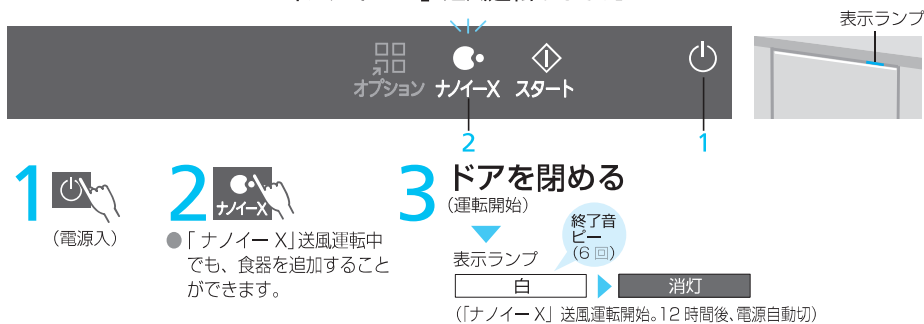 表示ランプ
オプション ナノイーX スタート
2 1
1
(電源入)
2
ナノイーX
●「ナノイー X」送風運転中
でも、食器を追加すること
ができます。
3 ドアを閉める
(運転開始)
終了音
ピー
(6 回)
表示ランプ
白 消灯
(「ナノイー X」 送風運転開始。12 時間後、電源自動切)